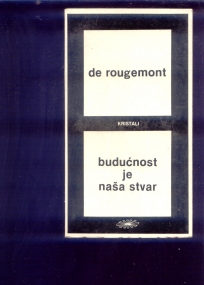 de rougemont
KRISTALI
budućnost
je
naša stvar